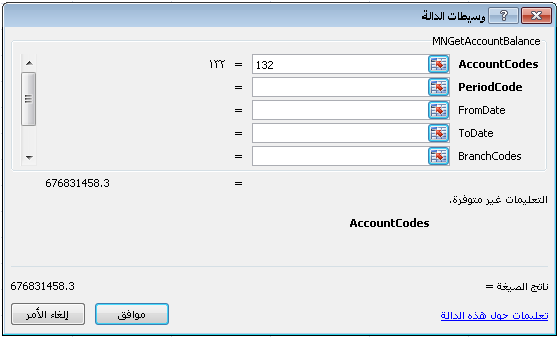 وسيطات الدالة
MNGetAccountBalance
AccountCodes 132 = ١٣٢
PeriodCode =
FromDate =
ToDate =
BranchCodes =
= 676831458.3
التعليمات غير متوفرة.
AccountCodes
ناتج الصيغة = 676831458.3
تعليمات حول هذه الدالة
موافق
إلغاء الأمر